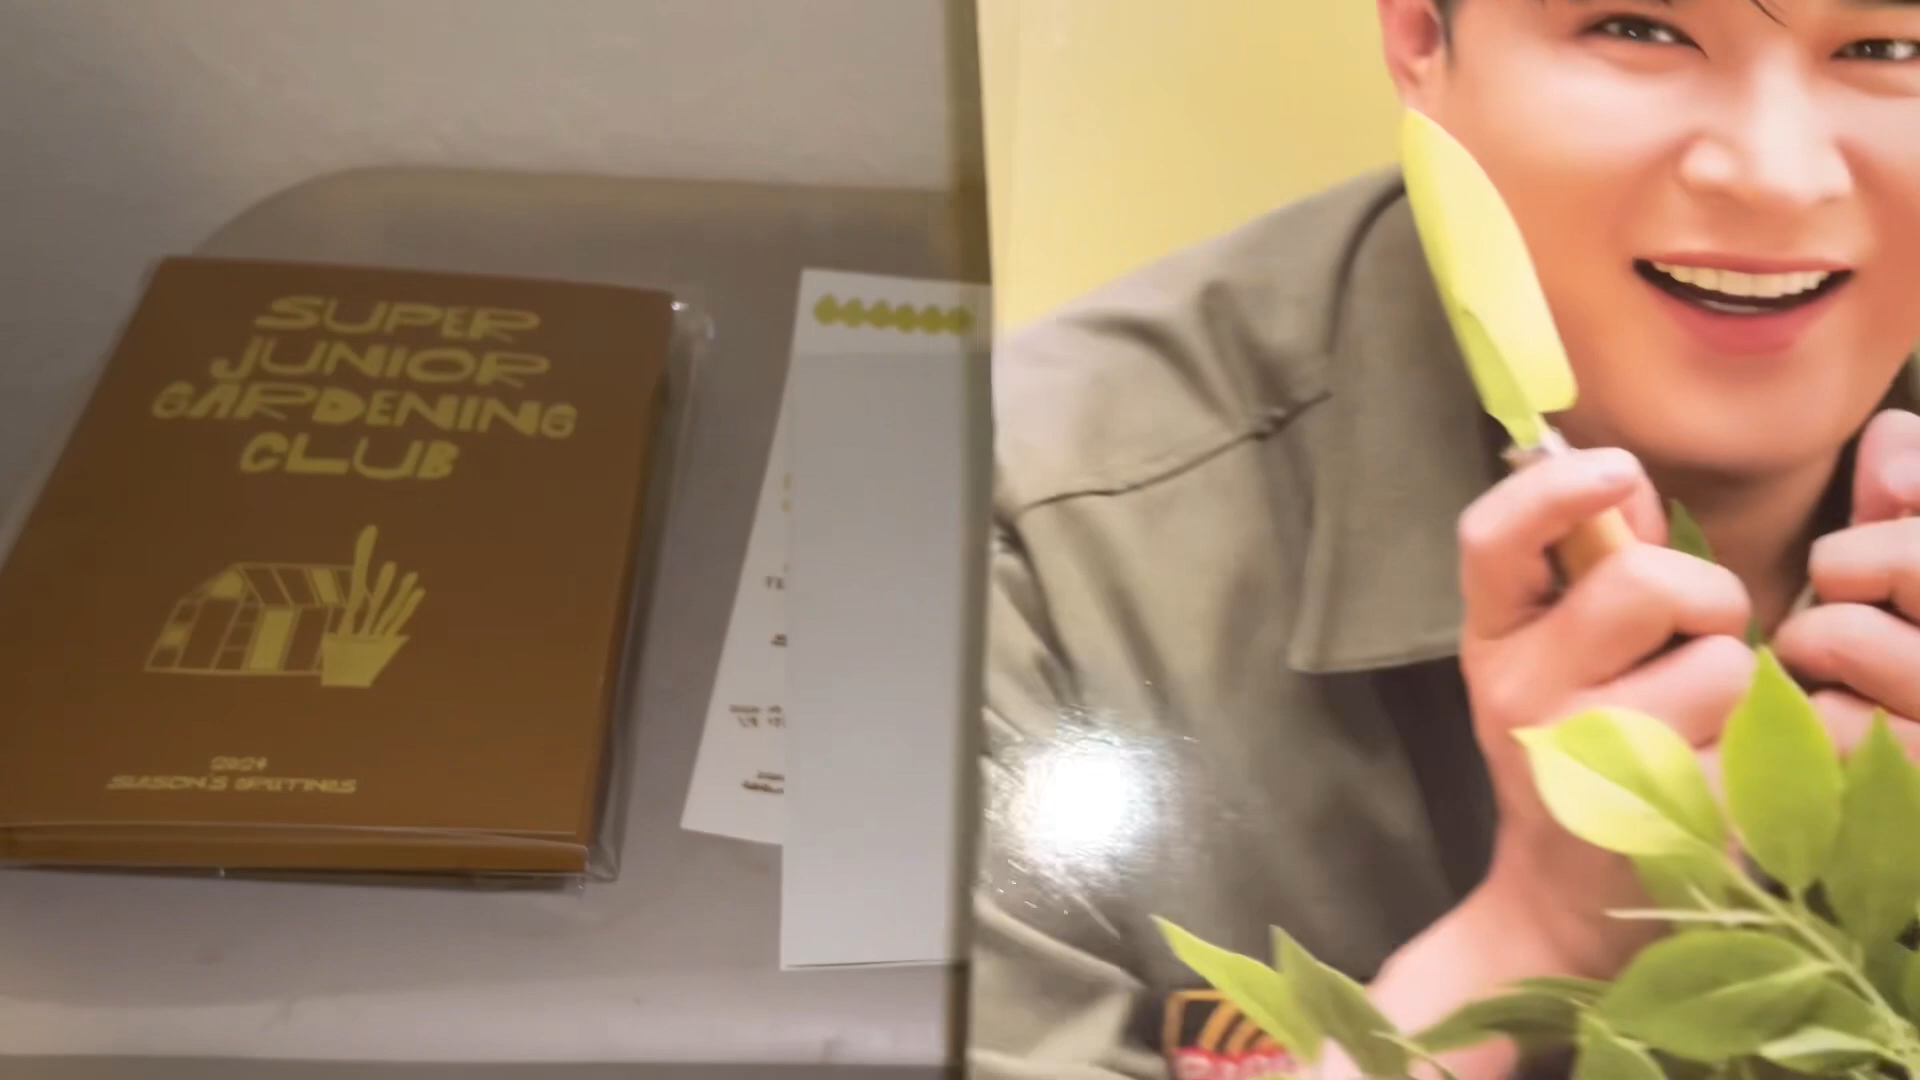 SUPER
JUNIOR
GARDENING
CLUB
2024
SEASON'S GREETINGS